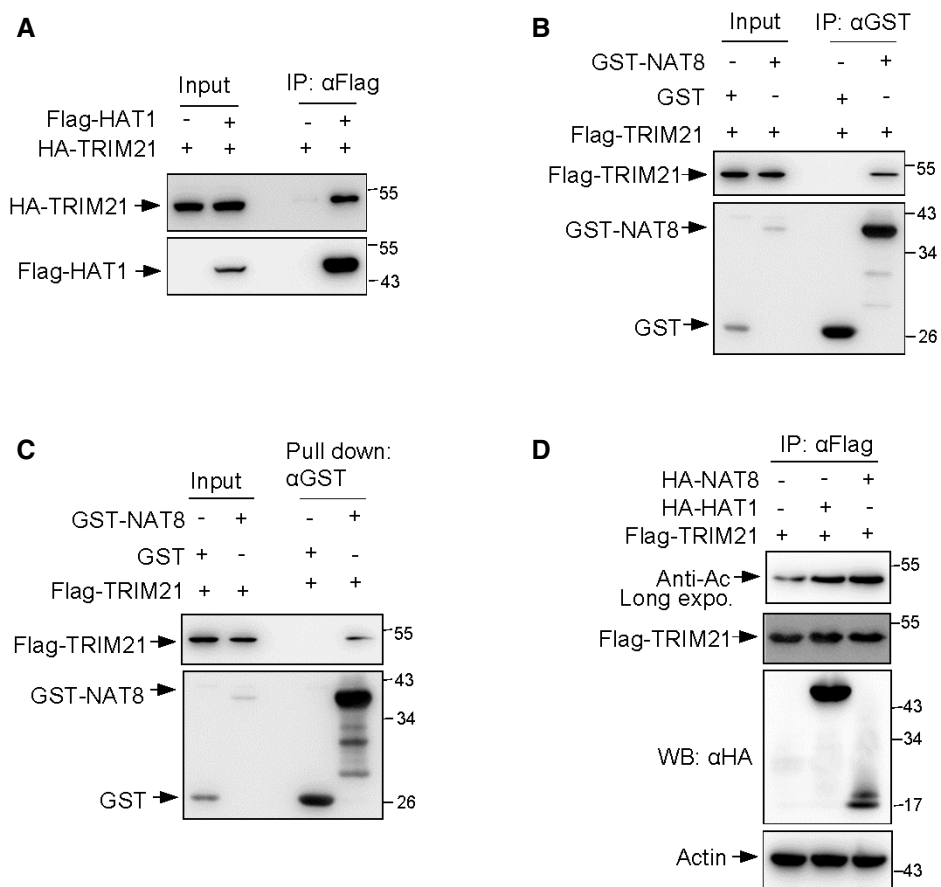 A
Input IP: αFlag
Flag-HAT1 - + - +
HA-TRIM21 + + + +
HA-TRIM21
55
Flag-HAT1
55
43
B
Input IP: αGST
GST-NAT8 - + - +
GST + - + -
Flag-TRIM21 + + + +
Flag-TRIM21
55
GST-NAT8
43
34
GST
26
C
Pull down:
Input αGST
GST-NAT8 - + - +
GST + - + -
Flag-TRIM21 + + + +
Flag-TRIM21
55
GST-NAT8
43
34
GST
26
D
IP: αFlag
HA-NAT8 - - +
HA-HAT1 - + -
Flag-TRIM21 + + +
Anti-Ac
Long expo.
55
Flag-TRIM21
55
43
34
WB: αHA
17
Actin
43